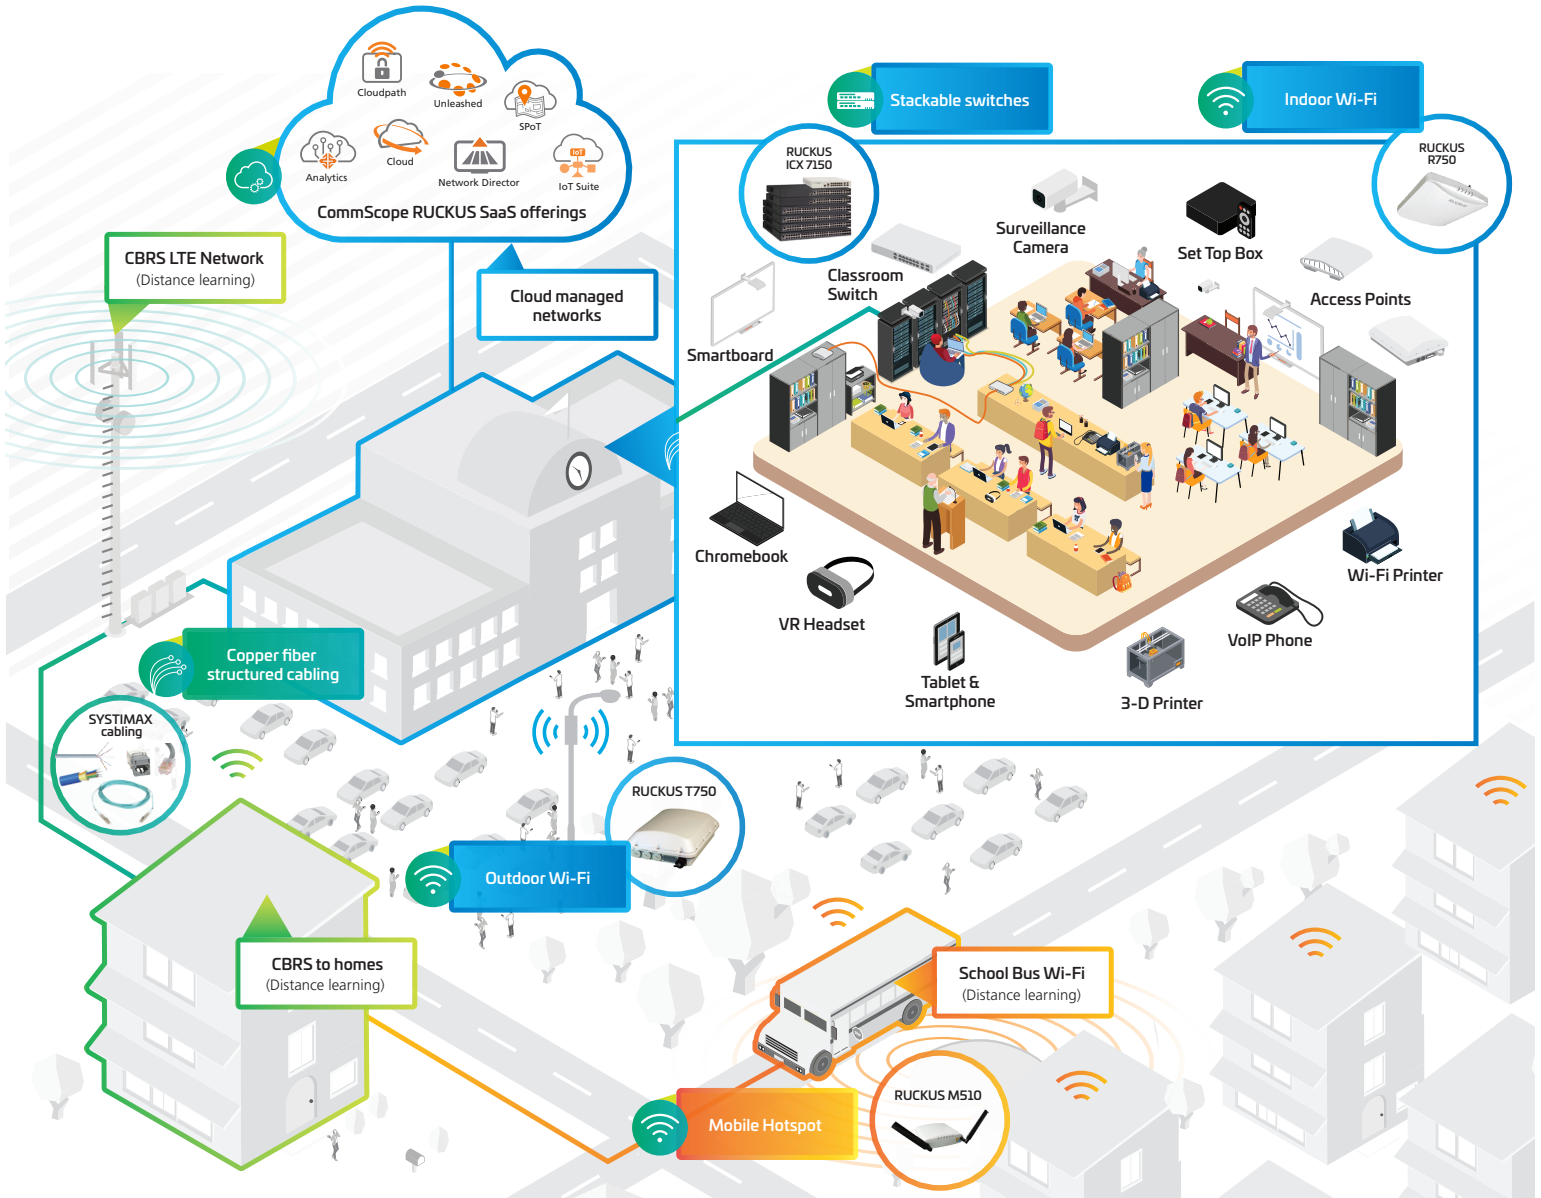 Cloudpath
Unleashed
SPoT
Analytics
Cloud
Network Director
IoT
IoT Suite
CommScope RUCKUS SaaS offerings
Stackable switches
Indoor Wi-Fi
RUCKUS
ICX 7150
RUCKUS
R750
CBRS LTE Network
(Distance learning)
Cloud managed
networks
Surveillance
Camera
Set Top Box
Classroom
Switch
Access Points
Smartboard
Chromebook
VR Headset
Tablet &
Smartphone
3-D Printer
VoIP Phone
Wi-Fi Printer
Copper fiber
structured cabling
SYSTIMAX
cabling
RUCKUS T750
Outdoor Wi-Fi
CBRS to homes
(Distance learning)
School Bus Wi-Fi
(Distance learning)
Mobile Hotspot
RUCKUS M510